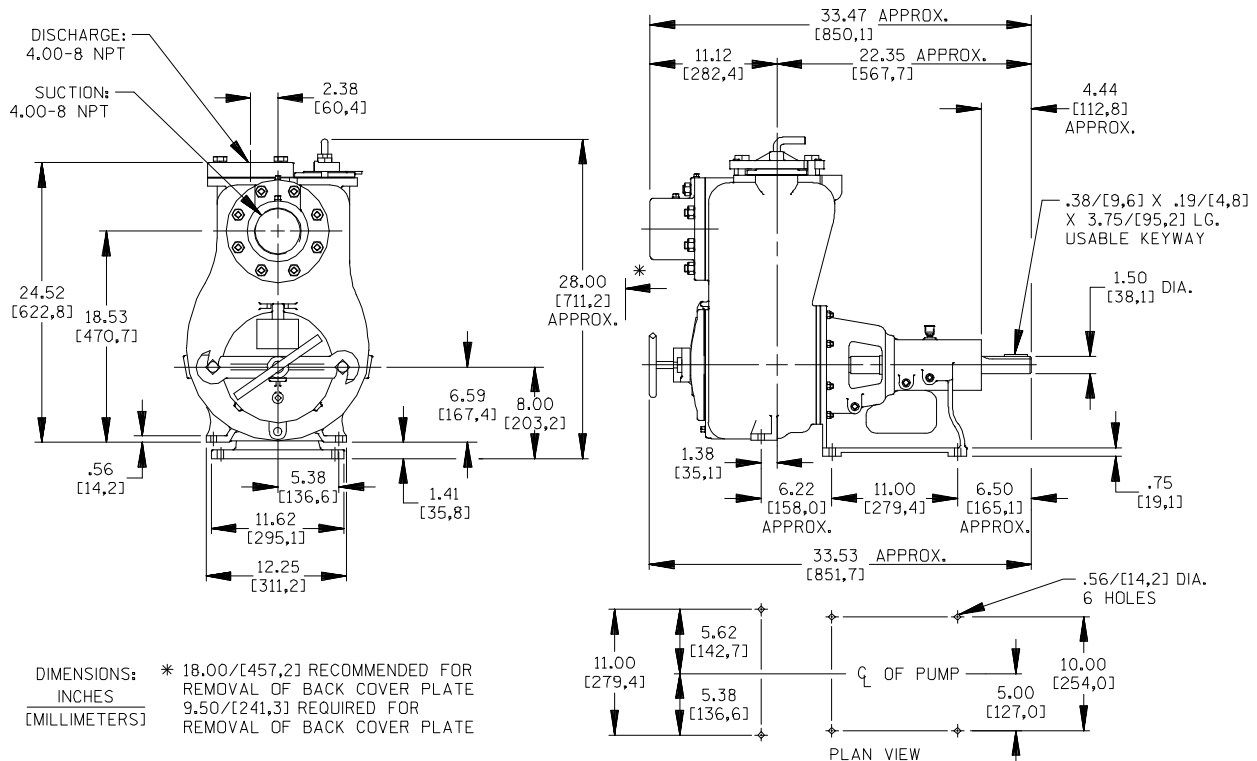 DISCHARGE:
4.00-8 NPT
SUCTION:
4.00-8 NPT
2.38
[60,4]
24.52
[622,8]
18.53
[470,7]
28.00
[711,2]
APPROX.
*
6.59
[167,4]
8.00
[203,2]
.56
[14,2]
5.38
[136,6]
1.41
[35,8]
11.62
[295,1]
12.25
[311,2]
33.47 APPROX.
[850,1]
11.12
[282,4]
22.35 APPROX.
[567,7]
4.44
[112,8]
APPROX.
.38/[9,6] X .19/[4,8]
X 3.75/[95,2] LG.
USABLE KEYWAY
1.50
[38,1] DIA.
1.38
[35,1]
6.22
[158,0]
APPROX.
11.00
[279,4]
6.50
[165,1]
APPROX.
.75
[19,1]
33.53 APPROX.
[851,7]
.56/[14,2] DIA.
6 HOLES
11.00
[279,4]
5.62
[142,7]
5.38
[136,6]
℄ OF PUMP
10.00
[254,0]
5.00
[127,0]
PLAN VIEW
DIMENSIONS:
INCHES
[MILLIMETERS]
* 18.00/[457,2] RECOMMENDED FOR
REMOVAL OF BACK COVER PLATE
9.50/[241,3] REQUIRED FOR
REMOVAL OF BACK COVER PLATE